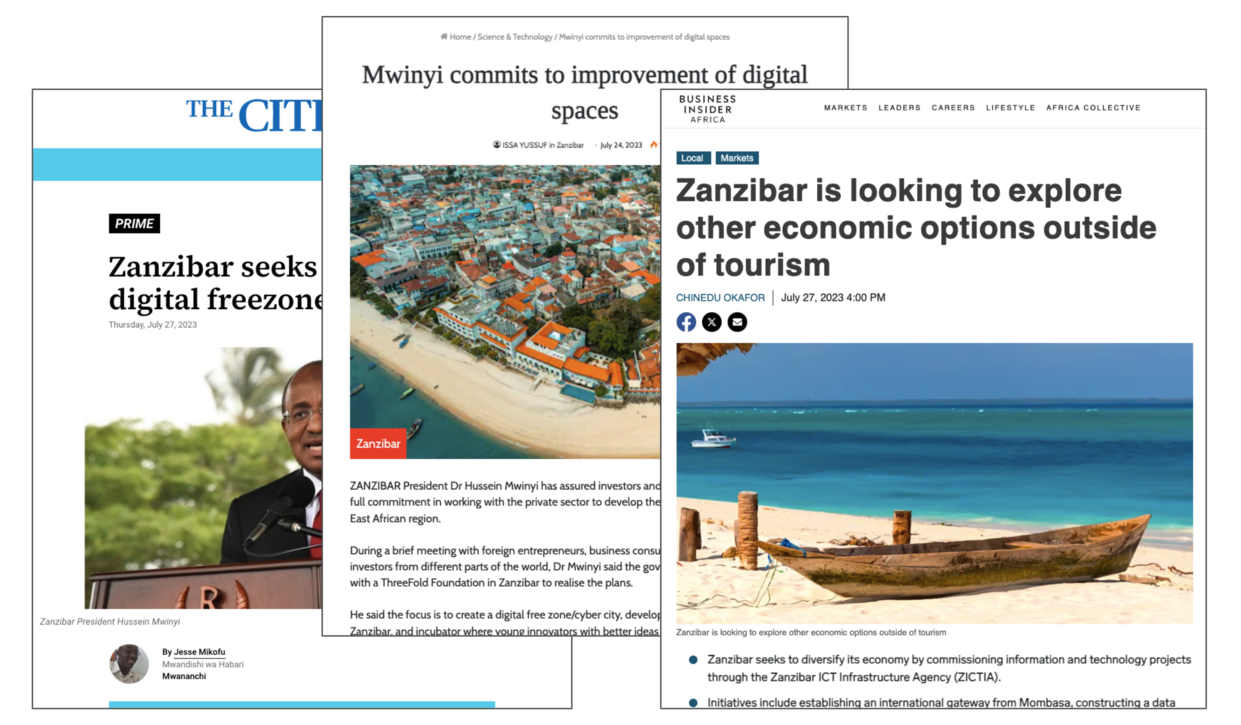 THE CITI
PRIME
Zanzibar seeks
digital freezone
Thursday, July 27, 2023
R
Zanzibar President Hussein Mwinyi
By Jesse Mikofu
Mwandishi wa Habari
Mwananchi
Home / Science & Technology / Mwinyi commits to improvement of digital spaces
Mwinyi commits to improvement of digital
spaces
ISSA YUSSUF in Zanzibar - July 24, 2023
Zanzibar
ZANZIBAR President Dr Hussein Mwinyi has assured investors and
full commitment in working with the private sector to develop the
East African region.
During a brief meeting with foreign entrepreneurs, business consu
investors from different parts of the world, Dr Mwinyi said the gov
with a ThreeFold Foundation in Zanzibar to realise the plans.
He said the focus is to create a digital free zone/cyber city, develop
Zanzibar, and incubator where young innovators with better ideas
BUSINESS
INSIDER
AFRICA
MARKETS LEADERS CAREERS LIFESTYLE AFRICA COLLECTIVE
Local Markets
Zanzibar is looking to explore
other economic options outside
of tourism
CHINEDU OKAFOR | July 27, 2023 4:00 PM
Zanzibar is looking to explore other economic options outside of tourism
● Zanzibar seeks to diversify its economy by commissioning information and technology projects
through the Zanzibar ICT Infrastructure Agency (ZICTIA).
● Initiatives include establishing an international gateway from Mombasa, constructing a data